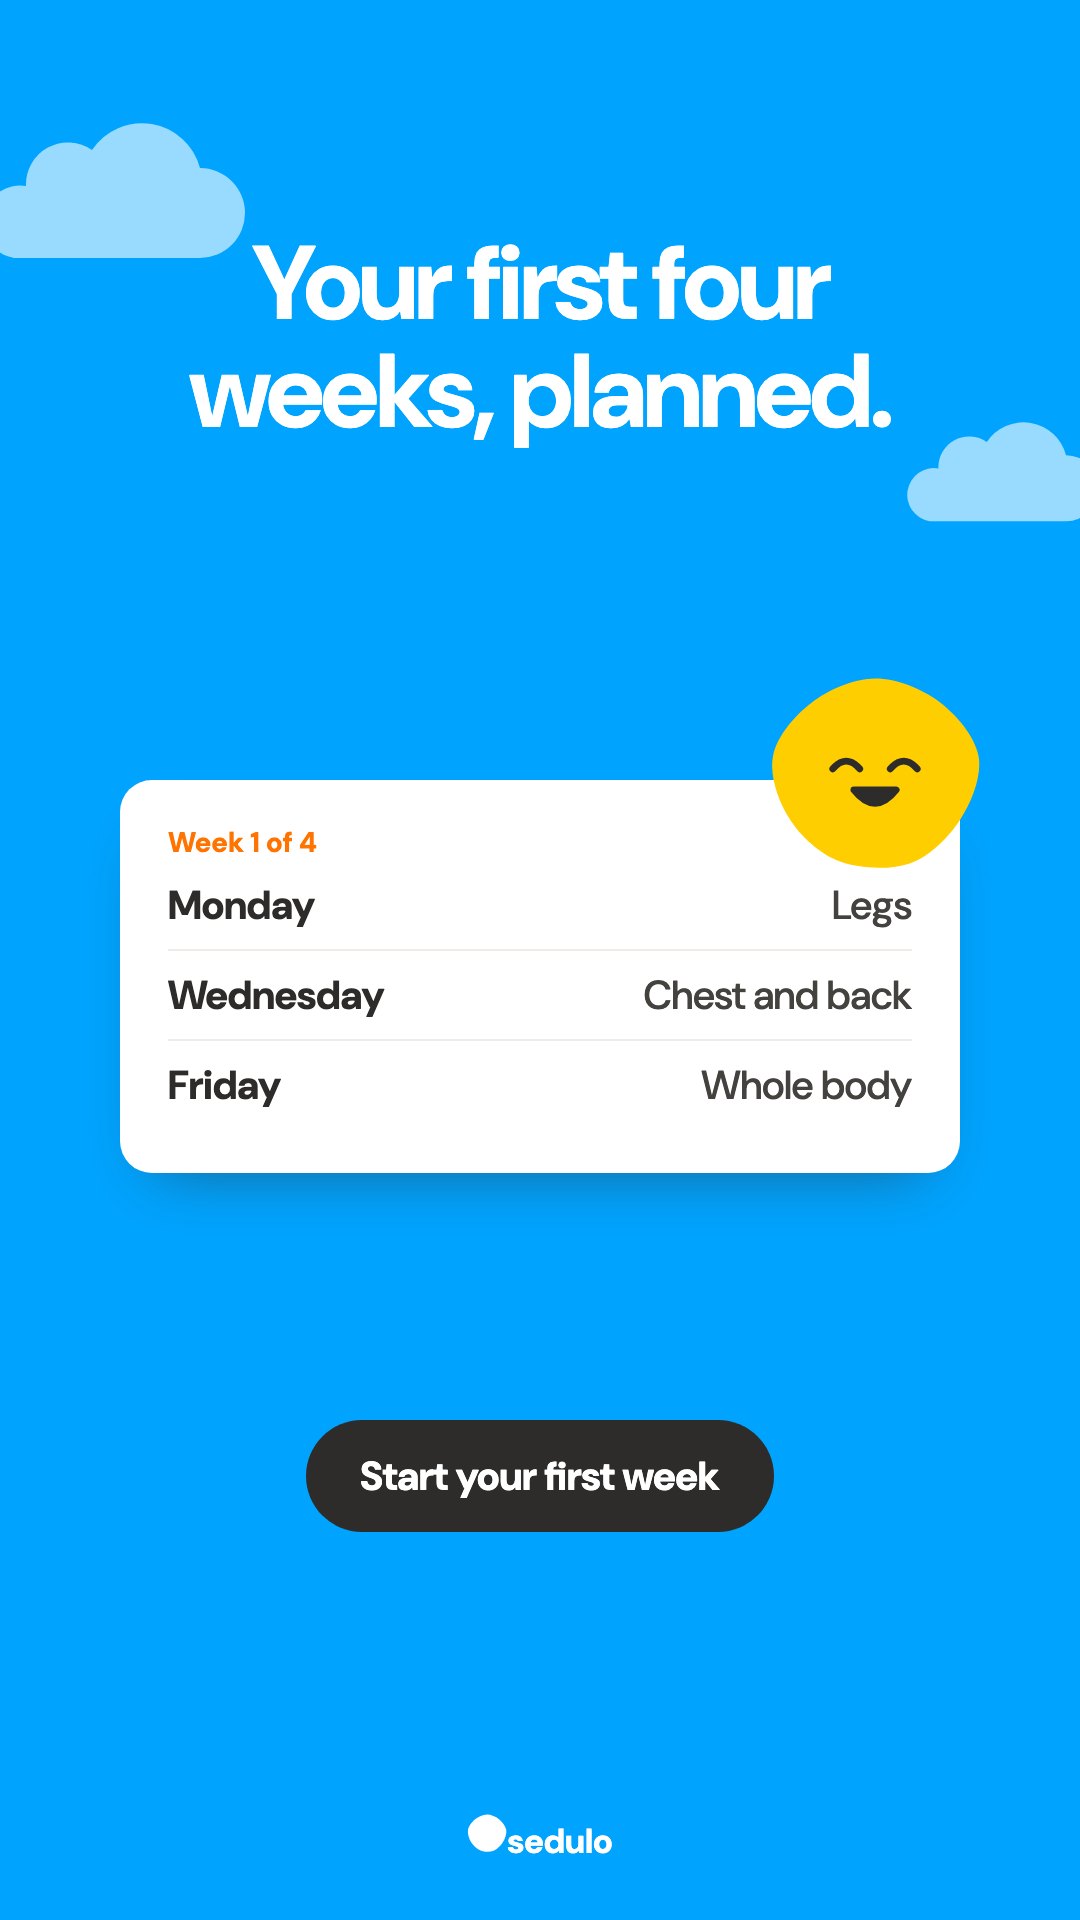 Your first four
weeks, planned.
Week 1 of 4
Monday Legs
Wednesday Chest and back
Friday Whole body
Start your first week
sedulo